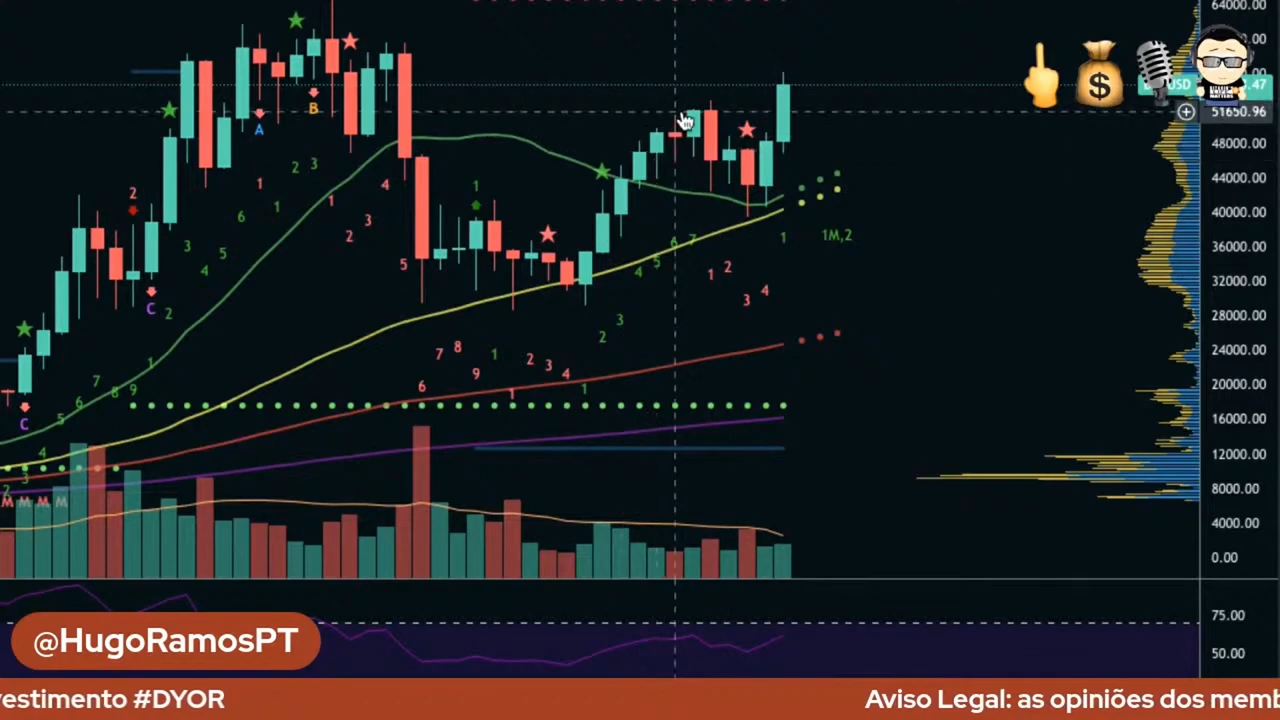 64000.00
USD
.47
51650.96
48000.00
44000.00
40000.00
36000.00
32000.00
28000.00
24000.00
20000.00
16000.00
12000.00
8000.00
4000.00
0.00
75.00
50.00
A
B
C
C
1M,2
M M M M
@HugoRamosPT
vestimento #DYOR
Aviso Legal: as opiniões dos memb